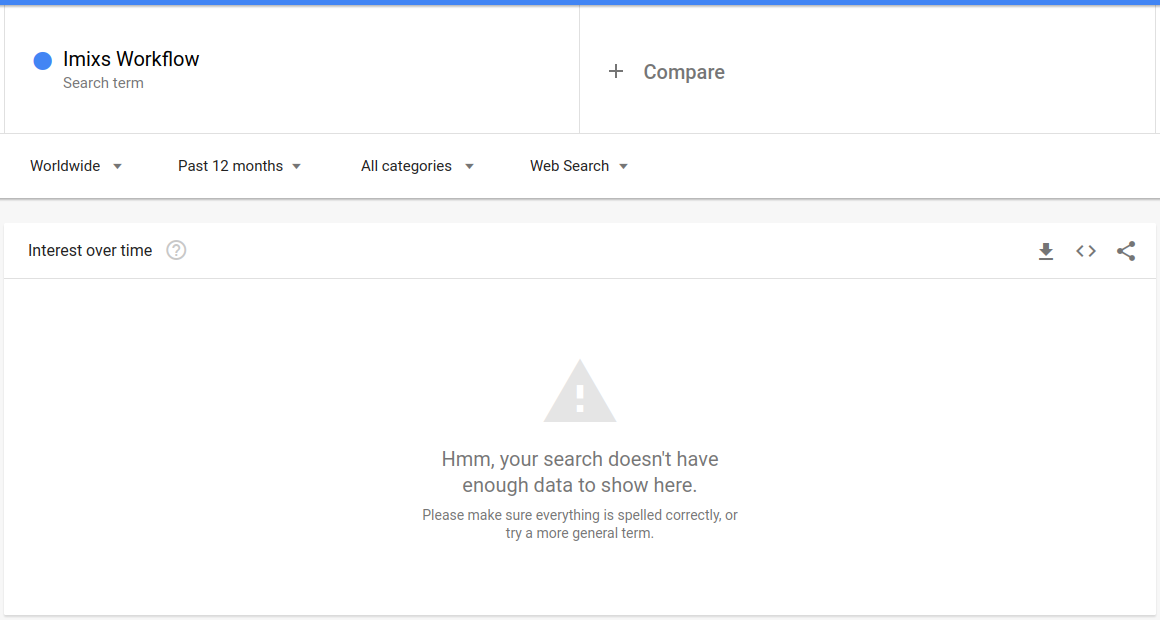 Imixs Workflow
Search term
+ Compare
Worldwide
Past 12 months
All categories
Web Search
Interest over time ?
Hmm, your search doesn't have
enough data to show here.
Please make sure everything is spelled correctly, or
try a more general term.